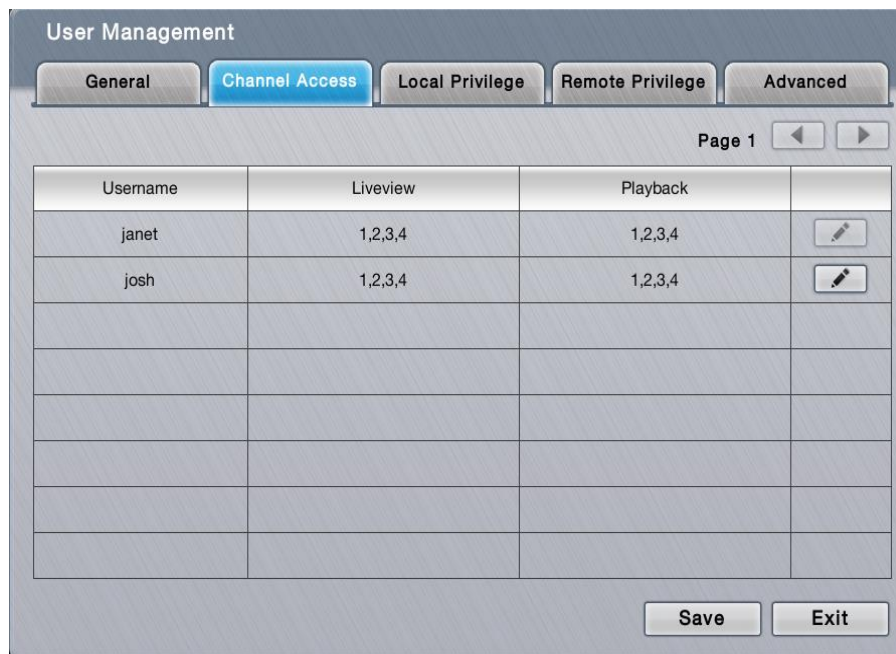 User Management
General Channel Access Local Privilege Remote Privilege Advanced
Page 1
Username Liveview Playback
janet 1,2,3,4 1,2,3,4
josh 1,2,3,4 1,2,3,4
Save Exit